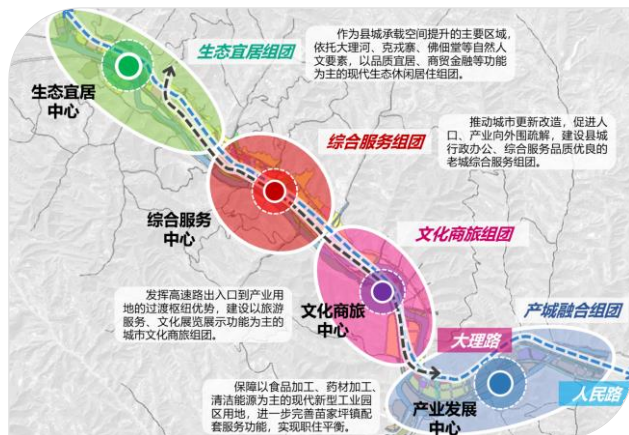 生态宜居组团
作为县城承载空间提升的主要区域，
依托大理河、克戎寨、佛佃堂等自然人
文要素，以品质宜居、商贸金融等功能
为主的现代生态休闲居住组团。
生态宜居
中心
综合服务组团
推动城市更新改造，促进人
口、产业向外围疏解，建设县城
行政办公、综合服务品质优良的
老城综合服务组团。
综合服务
中心
文化商旅组团
发挥高速路出入口到产业用
地的过渡枢纽优势，建设以旅游
服务、文化展览展示功能为主的
城市文化商旅组团。
文化商旅
中心
产城融合组团
大理路
人民路
保障以食品加工、药材加工、
清洁能源为主的现代新型工业园
区用地，进一步完善苗家坪镇配
套服务功能，实现职住平衡。
产业发展
中心